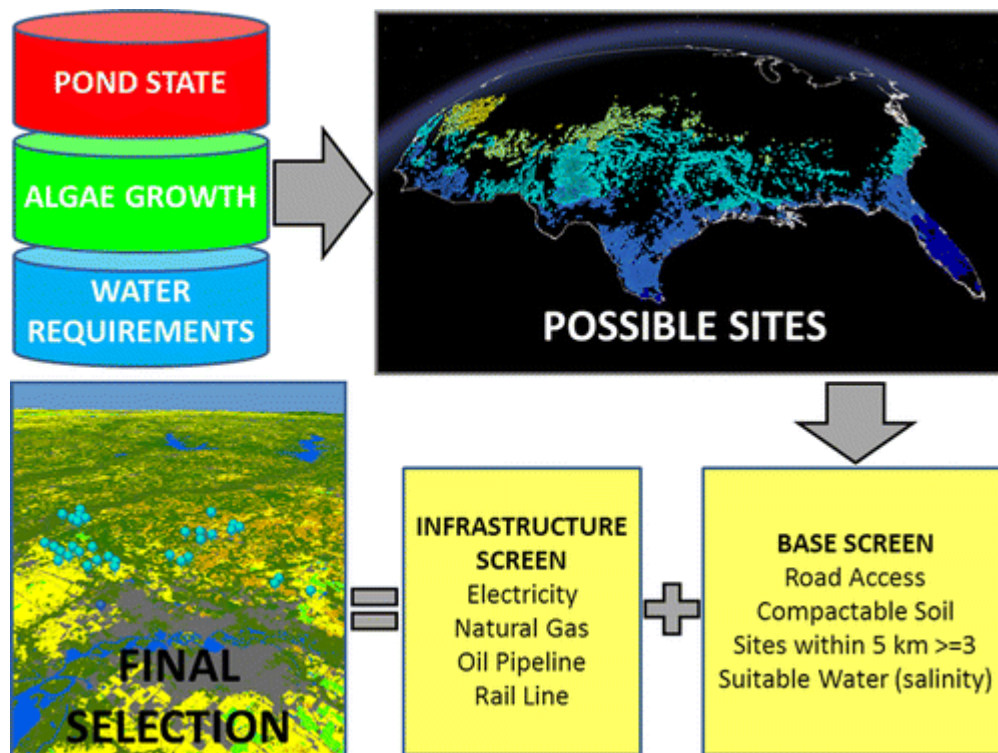 POND STATE
ALGAE GROWTH
WATER
REQUIREMENTS
POSSIBLE SITES
BASE SCREEN
Road Access
Compactable Soil
Sites within 5 km >=3
Suitable Water (salinity)
INFRASTRUCTURE
SCREEN
Electricity
Natural Gas
Oil Pipeline
Rail Line
FINAL
SELECTION